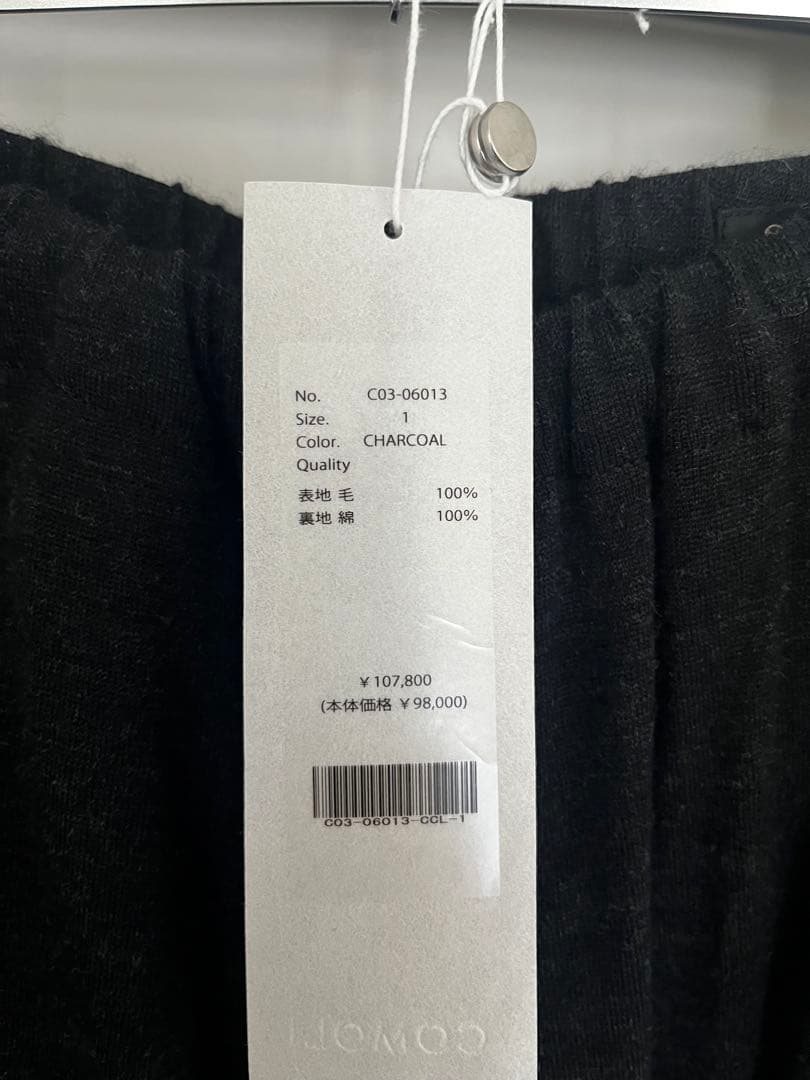 No. C03-06013
Size. 1
Color. CHARCOAL
Quality
表地 毛 100%
裏地 綿 100%
¥107,800
(本体価格 ¥98,000)
C03-06013-CCL-1
COMOLI